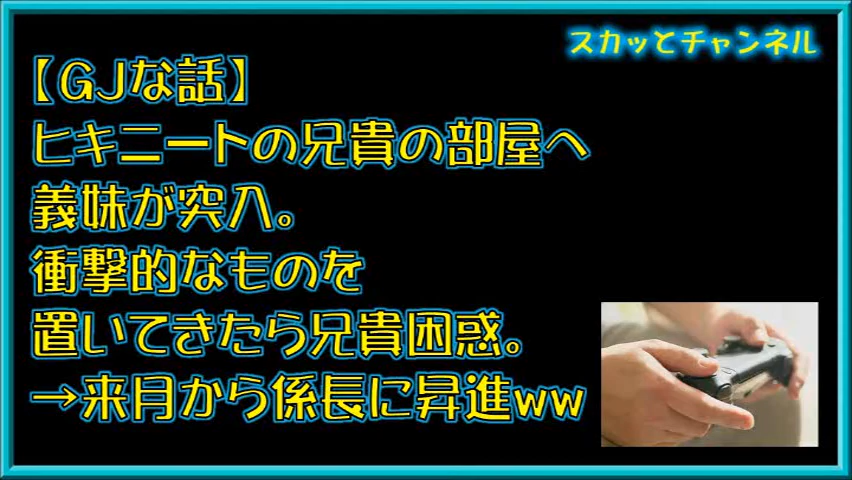 スカッとチャンネル
【GJな話】
ヒキニートの兄貴の部屋へ
義妹が突入。
衝撃的なものを
置いてきたら兄貴困惑。
→来月から係長に昇進ww